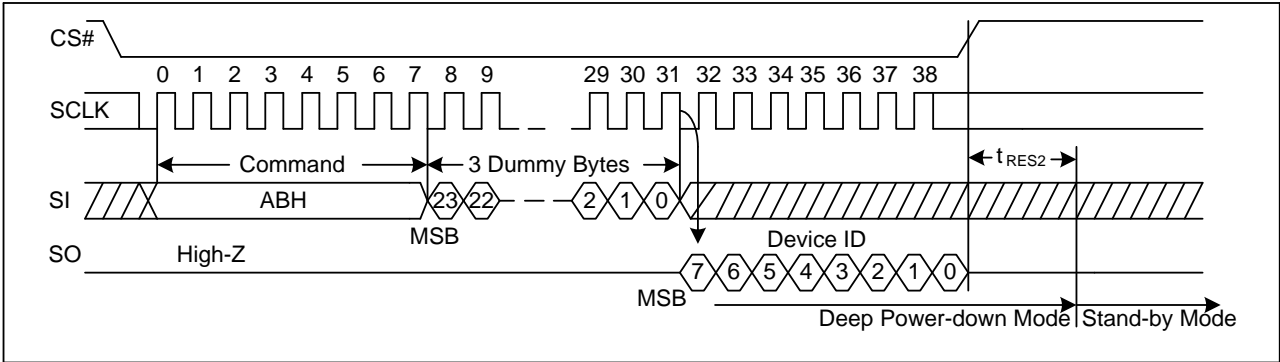 CS#
0 1 2 3 4 5 6 7 8 9 29 30 31 32 33 34 35 36 37 38
SCLK
Command 3 Dummy Bytes tRES2
SI ABH 23 22 2 1 0
MSB
SO High-Z Device ID
7 6 5 4 3 2 1 0
MSB
Deep Power-down Mode Stand-by Mode